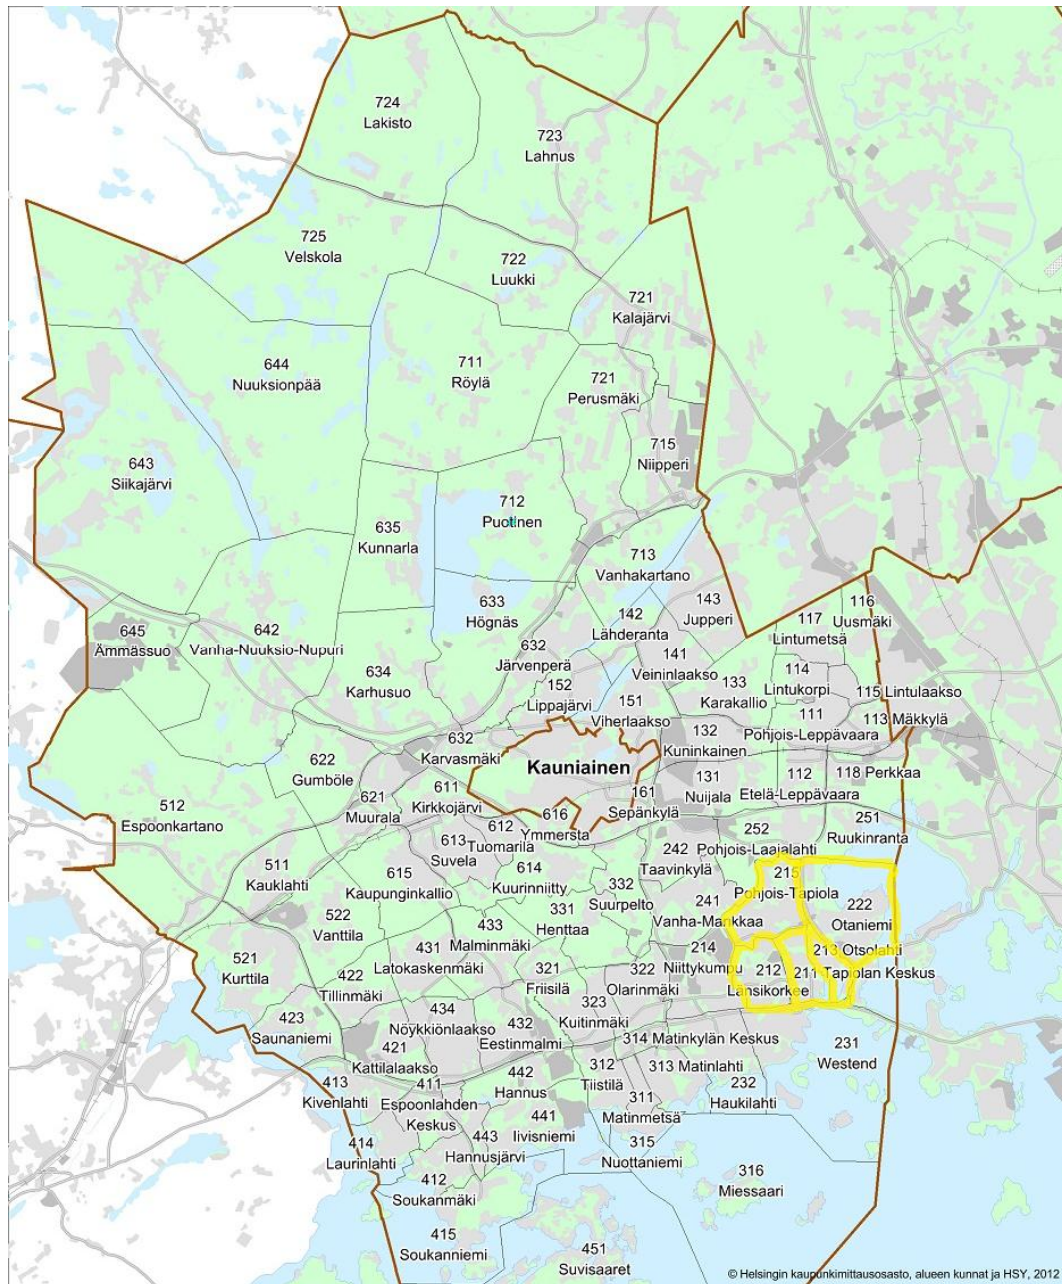 724
Lakisto
723
Lahnus
725
Velskola
722
Luukki
721
Kalajärvi
644
Nuuksionpää
711
Röylä
721
Perusmäki
715
Niipperi
643
Siikajärvi
712
Puotinen
635
Kunnarla
713
Vanhakartano
143
Jupperi
116
Uusmäki
117
Lintumetsä
633
Högnäs
142
Lähderanta
645
Ämmässuo
642
Vanha-Nuuksio-Nupuri
632
Järvenperä
141
Veininlaakso
114
Lintukorpi
634
Karhusuo
152
Lippajärvi
133
Karakallio
115 Lintulaakso
151
Viherlaakso
111
Pohjois-Leppävaara
113 Mäkkylä
632
Karvasmäki
132
Kuninkainen
Kauniainen
622
Gumböle
611
Kirkkojärvi
131
Nuijala
112
Etelä-Leppävaara
118 Perkkaa
621
Muurala
161
Sepänkylä
512
Espoonkartano
616
Ymmersta
612
Tuomarila
613
Suvela
252
Pohjois-Laajalahti
251
Ruukinranta
242
Taavinkylä
511
Kauklahti
615
Kaupunginkallio
614
Kuurinniitty
332
Suurpelto
215
Pohjois-Tapiola
241
Vanha-Mankkaa
222
Otaniemi
522
Vanttila
433
Malminmäki
331
Henttaa
521
Kurttila
431
Latokaskenmäki
214
Niittykumpu
213 Otsolahti
422
Tillinmäki
321
Friisilä
322
Olarinmäki
212
Länsikorkee
211 Tapiolan Keskus
423
Saunaniemi
434
Nöykkiönlaakso
432
Eestinmalmi
323
Kuitinmäki
314 Matinkylän Keskus
231
Westend
421
Kattilalaakso
442
Hannus
312
Tiistilä
313 Matinlahti
232
Haukilahti
413
Kivenlahti
411
Espoonlahden
Keskus
441
Iivisniemi
311
Matinmetsä
414
Laurinlahti
443
Hannusjärvi
315
Nuottaniemi
412
Soukanmäki
316
Miessaari
415
Soukanniemi
451
Suvisaaret
© Helsingin kaupunkimittausosasto, alueen kunnat ja HSY, 2012